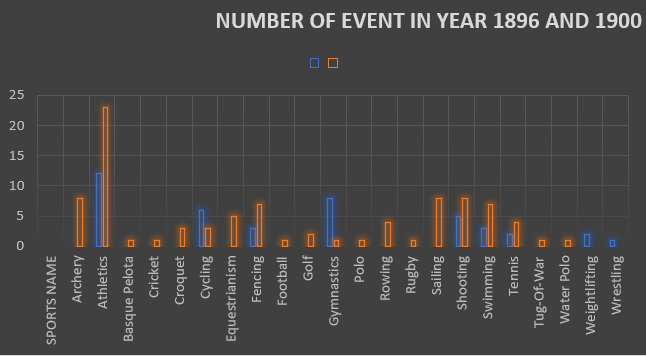 NUMBER OF EVENT IN YEAR 1896 AND 1900
25
20
15
10
5
0
SPORTS NAME
Archery
Athletics
Basque Pelota
Cricket
Croquet
Cycling
Equestrianism
Fencing
Football
Golf
Gymnastics
Polo
Rowing
Rugby
Sailing
Shooting
Swimming
Tennis
Tug-Of-War
Water Polo
Weightlifting
Wrestling